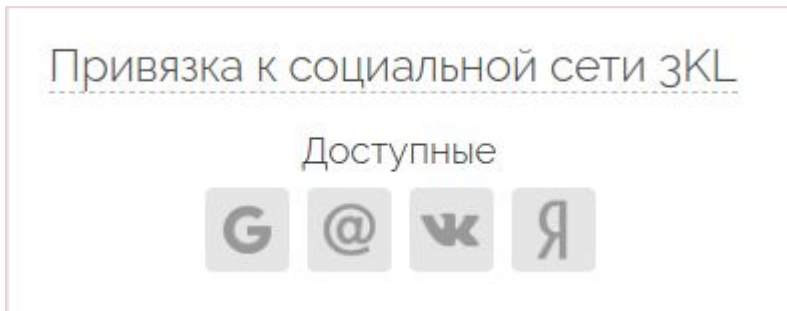 Привязка к социальной сети 3KL
Доступные
G @ VK Я